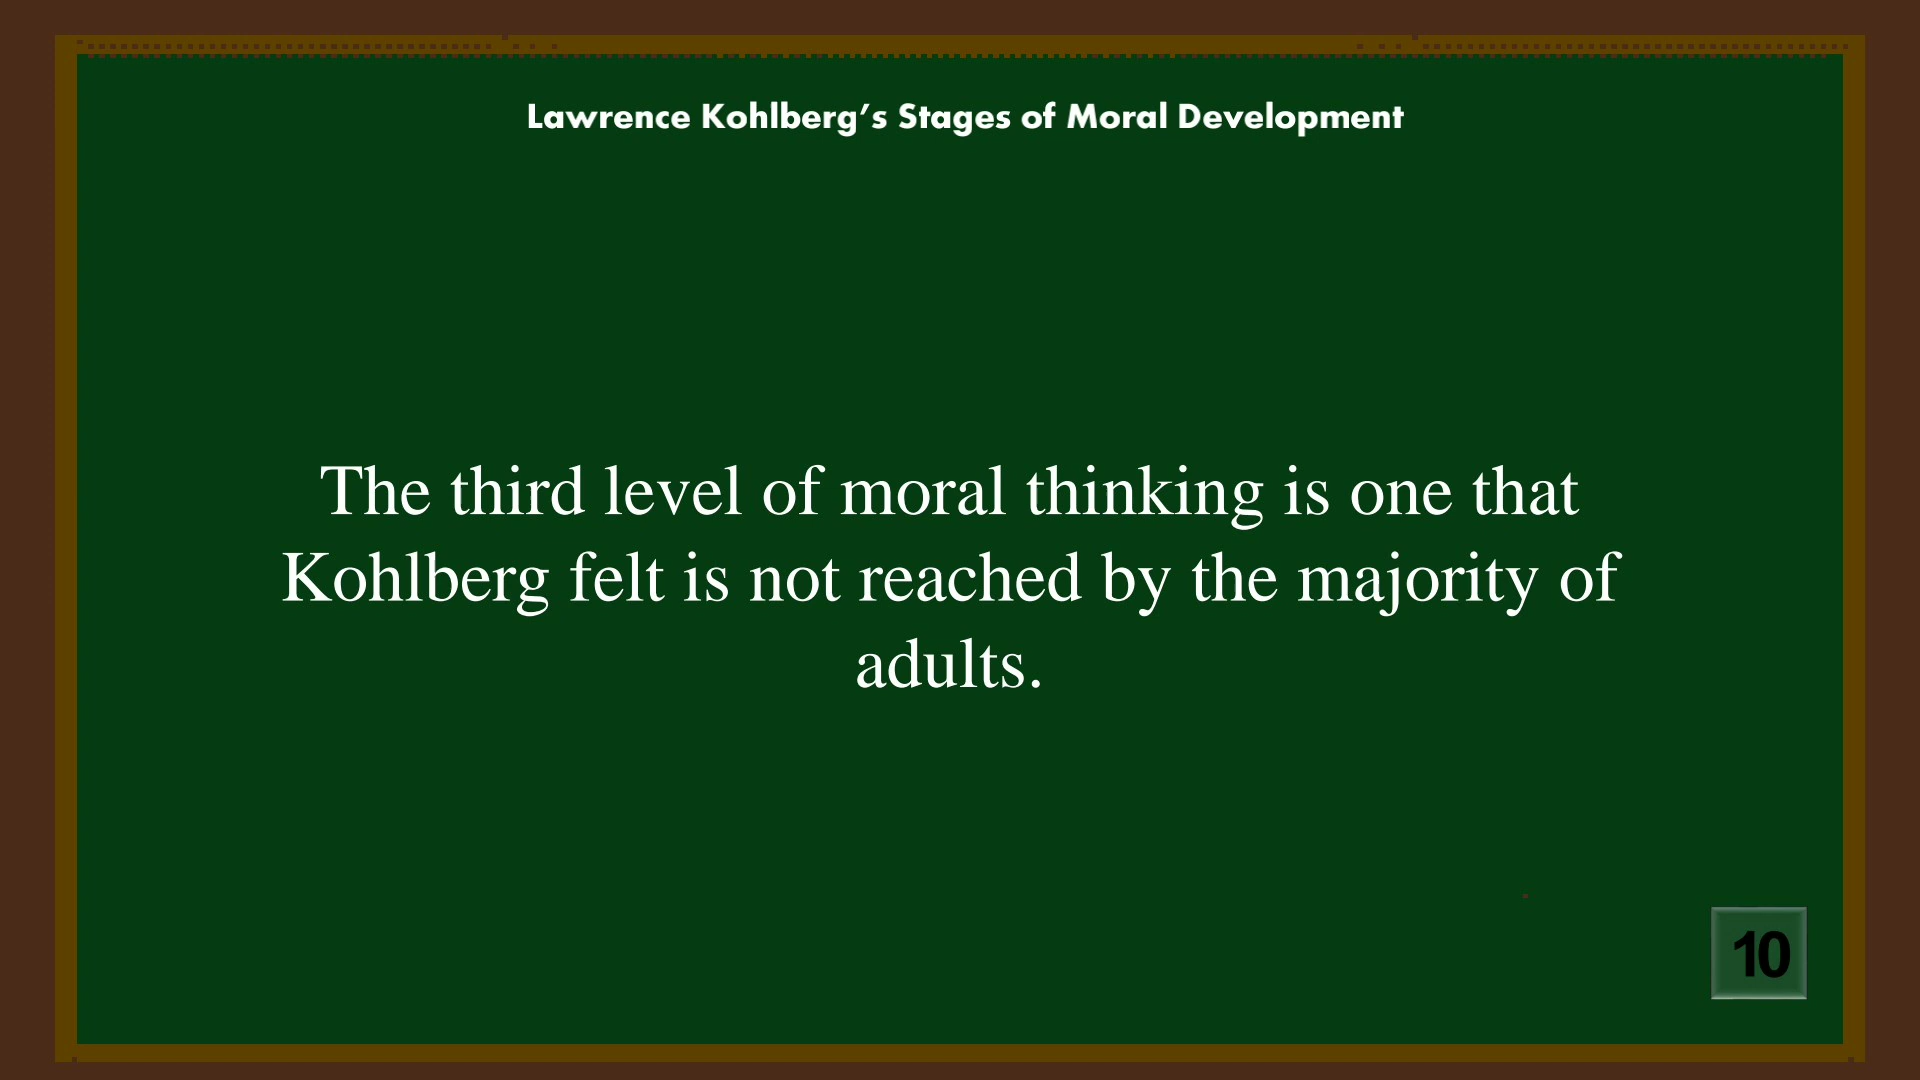 Lawrence Kohlberg’s Stages of Moral Development
The third level of moral thinking is one that
Kohlberg felt is not reached by the majority of
adults.
10